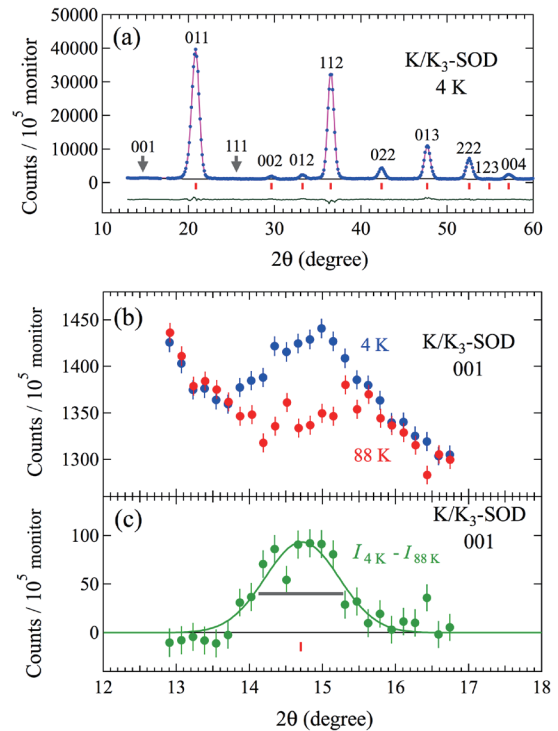 50000
(a)
011
K/K3-SOD
4 K
40000
112
30000
20000
013
10000
001
111
002
012
022
222
123
004
0
Counts / 10^5 monitor
10 20 30 40 50 60
2θ (degree)
(b)
1450
4 K
K/K3-SOD
001
1400
1350
88 K
1300
Counts / 10^5 monitor
(c)
K/K3-SOD
001
100
I4 K - I88 K
50
0
Counts / 10^5 monitor
12 13 14 15 16 17 18
2θ (degree)